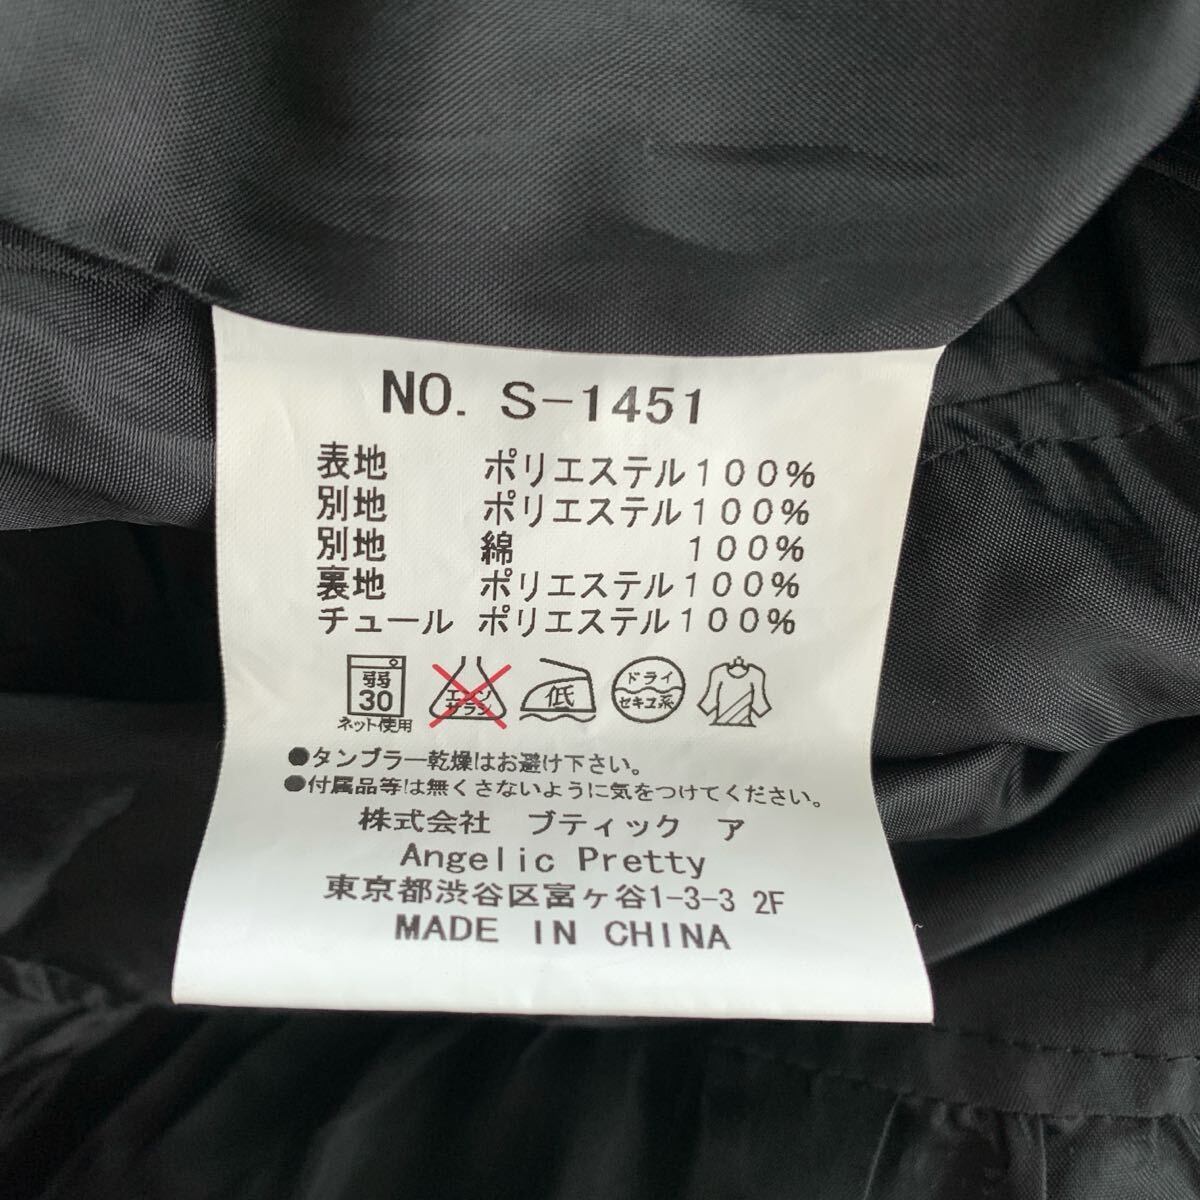 NO. S-1451
表地 ポリエステル100%
別地 ポリエステル100%
別地 綿 100%
裏地 ポリエステル100%
チュール ポリエステル100%
弱 30 エンソ サラシ 低 ドライ セキユ系
ネット使用
●タンブラー乾燥はお避け下さい。
●付属品等は無くさないように気をつけてください。
株式会社 ブティック ア
Angelic Pretty
東京都渋谷区富ヶ谷1-3-3 2F
MADE IN CHINA